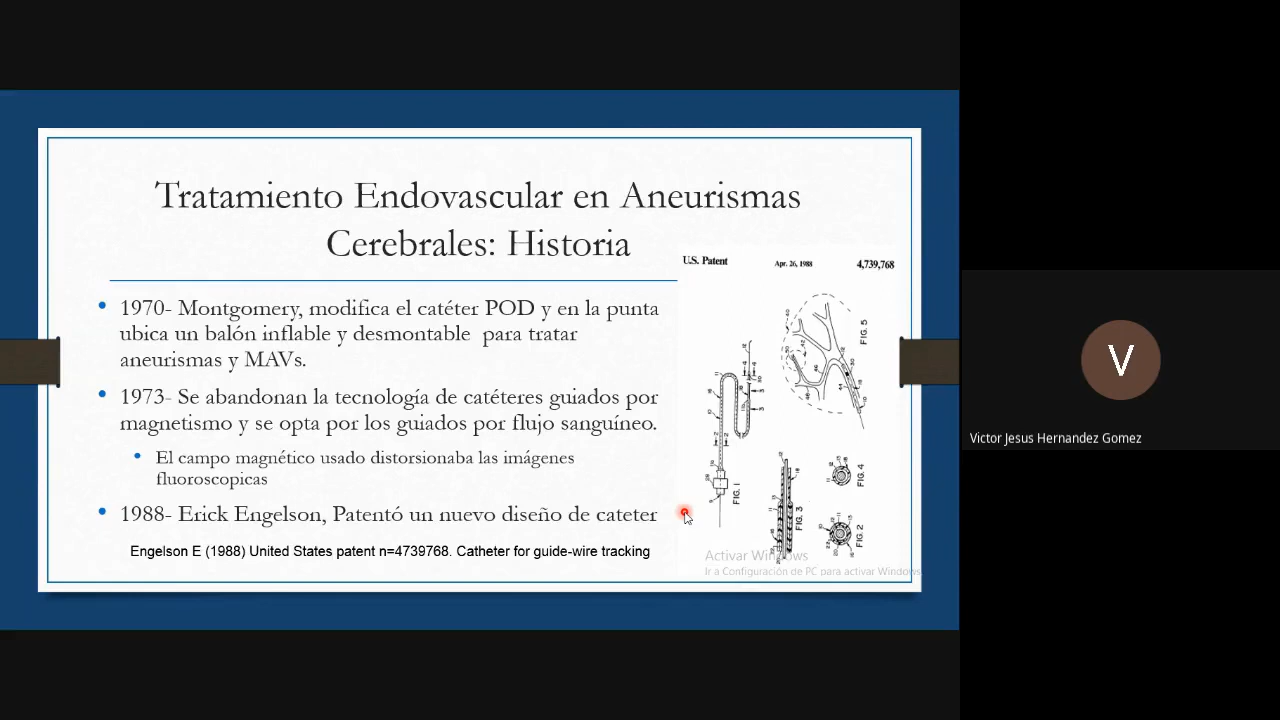 Tratamiento Endovascular en Aneurismas
Cerebrales: Historia
• 1970- Montgomery, modifica el catéter POD y en la punta
ubica un balón inflable y desmontable para tratar
aneurismas y MAVs.
• 1973- Se abandonan la tecnología de catéteres guiados por
magnetismo y se opta por los guiados por flujo sanguíneo.
• El campo magnético usado distorsionaba las imágenes
fluoroscopicas
• 1988- Erick Engelson, Patentó un nuevo diseño de cateter
Engelson E (1988) United States patent n=4739768. Catheter for guide-wire tracking
U.S. Patent Apr. 26, 1988 4,739,768
FIG. 5
FIG. 1
FIG. 4
FIG. 3
FIG. 2
Activar Windows
Ir a Configuración de PC para activar Windows
V
Victor Jesus Hernandez Gomez